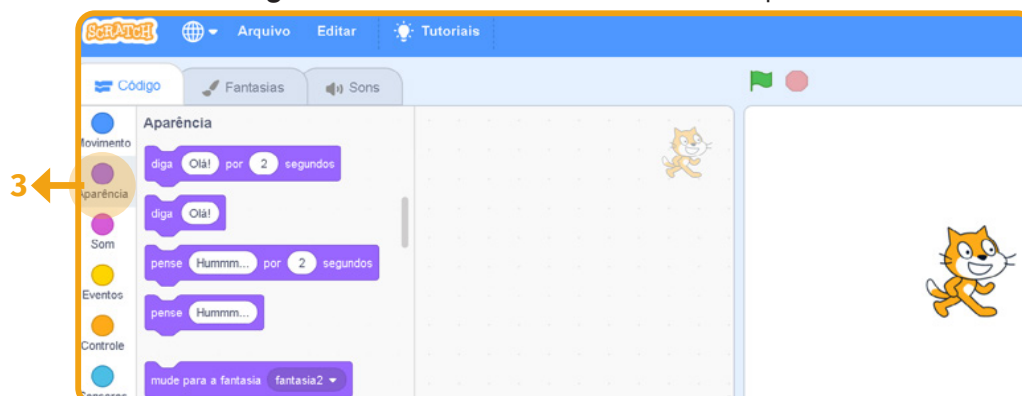 SCRATCH Arquivo Editar Tutoriais
Código Fantasias Sons
Aparência
Movimento
diga Olá! por 2 segundos
3
Aparência
diga Olá!
Som
pense Hummm... por 2 segundos
Eventos
pense Hummm...
Controle
mude para a fantasia fantasia2